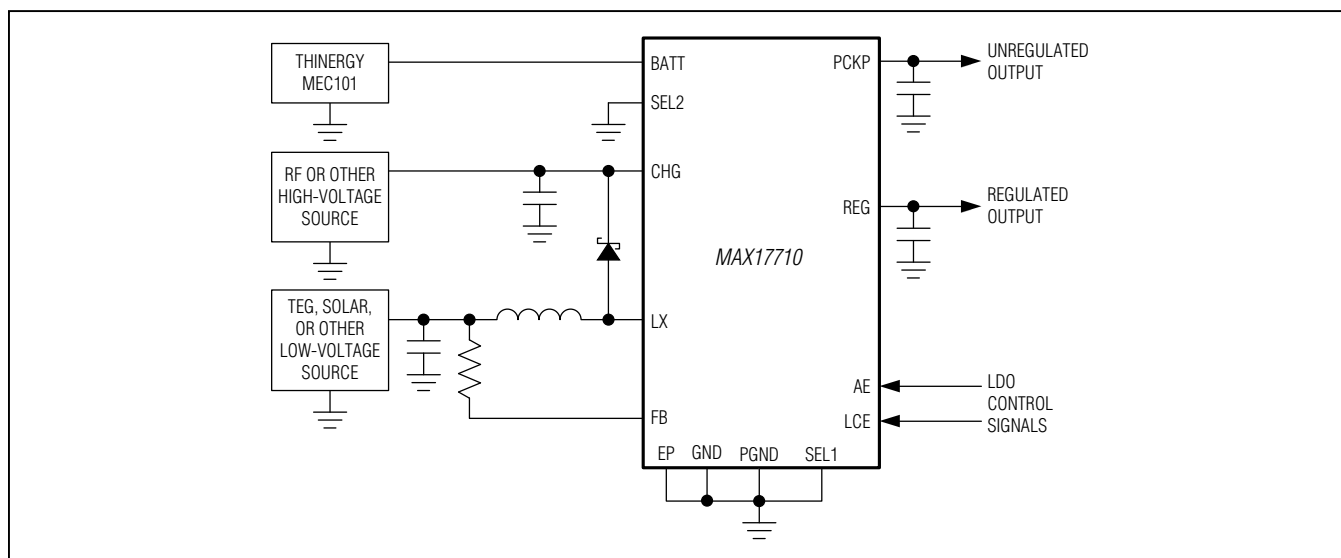 THINERGY
MEC101
RF OR OTHER
HIGH-VOLTAGE
SOURCE
TEG, SOLAR,
OR OTHER
LOW-VOLTAGE
SOURCE
BATT
SEL2
CHG
LX
FB
EP GND PGND SEL1
MAX17710
PCKP
REG
AE
LCE
UNREGULATED
OUTPUT
REGULATED
OUTPUT
LDO
CONTROL
SIGNALS